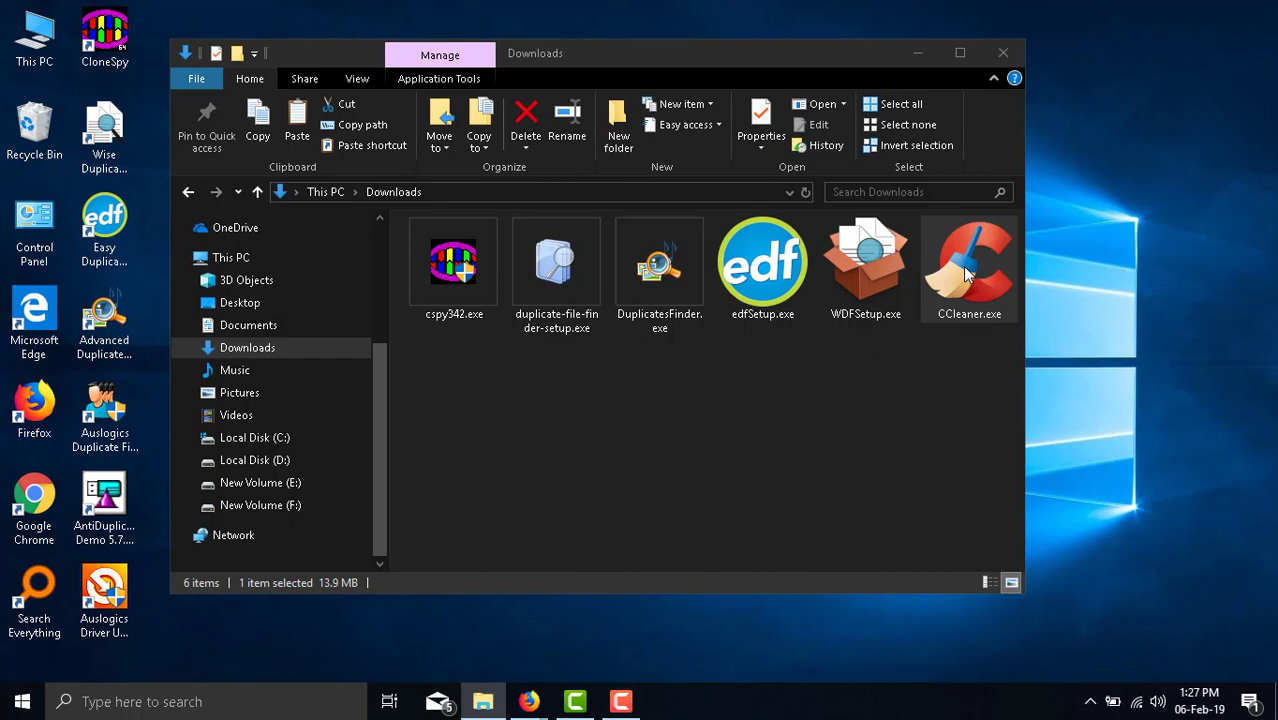 This PC
CloneSpy
Recycle Bin
Wise
Duplica...
Control
Panel
edf
Easy
Duplica...
Microsoft
Edge
Advanced
Duplicate...
Firefox
Auslogics
Duplicate Fi...
Google
Chrome
AntiDuplic...
Demo 5.7....
Search
Everything
Auslogics
Driver U...
64
Manage
Downloads
File
Home
Share
View
Application Tools
Pin to Quick
access
Copy
Paste
Cut
Copy path
Paste shortcut
Clipboard
Move
to
Copy
to
Delete
Rename
Organize
New
folder
New item
Easy access
New
Properties
Open
Edit
History
Open
Select all
Select none
Invert selection
Select
This PC > Downloads
Search Downloads
OneDrive
This PC
3D Objects
Desktop
Documents
Downloads
Music
Pictures
Videos
Local Disk (C:)
Local Disk (D:)
New Volume (E:)
New Volume (F:)
Network
cspy342.exe
duplicate-file-fin
der-setup.exe
DuplicatesFinder.
exe
edf
edfSetup.exe
WDFSetup.exe
CCleaner.exe
6 items
1 item selected 13.9 MB
Type here to search
5
1:27 PM
06-Feb-19
1